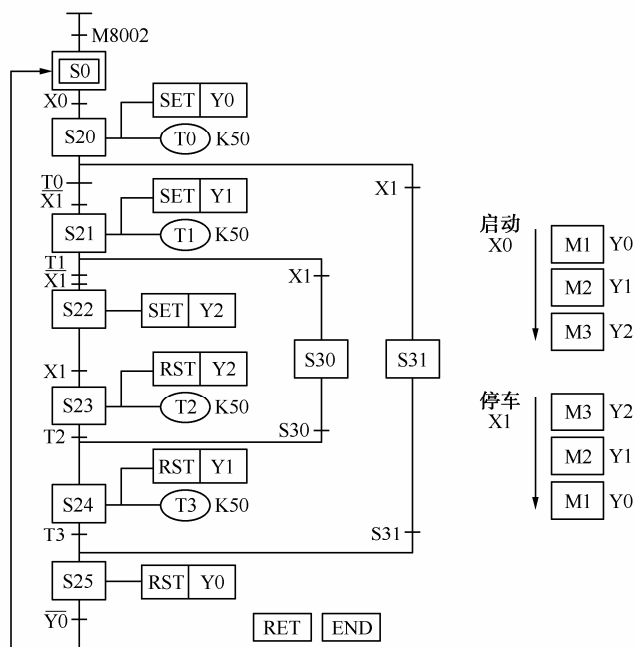 M8002
S0
X0
SET Y0
S20
T0 K50
T0
X1
X1
SET Y1
S21
T1 K50
T1
X1
X1
S22
SET Y2
S30
S31
X1
RST Y2
S23
T2 K50
T2
S30
RST Y1
S24
T3 K50
T3
S31
S25
RST Y0
Y0
RET
END
启动
X0
M1 Y0
M2 Y1
M3 Y2
停车
X1
M3 Y2
M2 Y1
M1 Y0